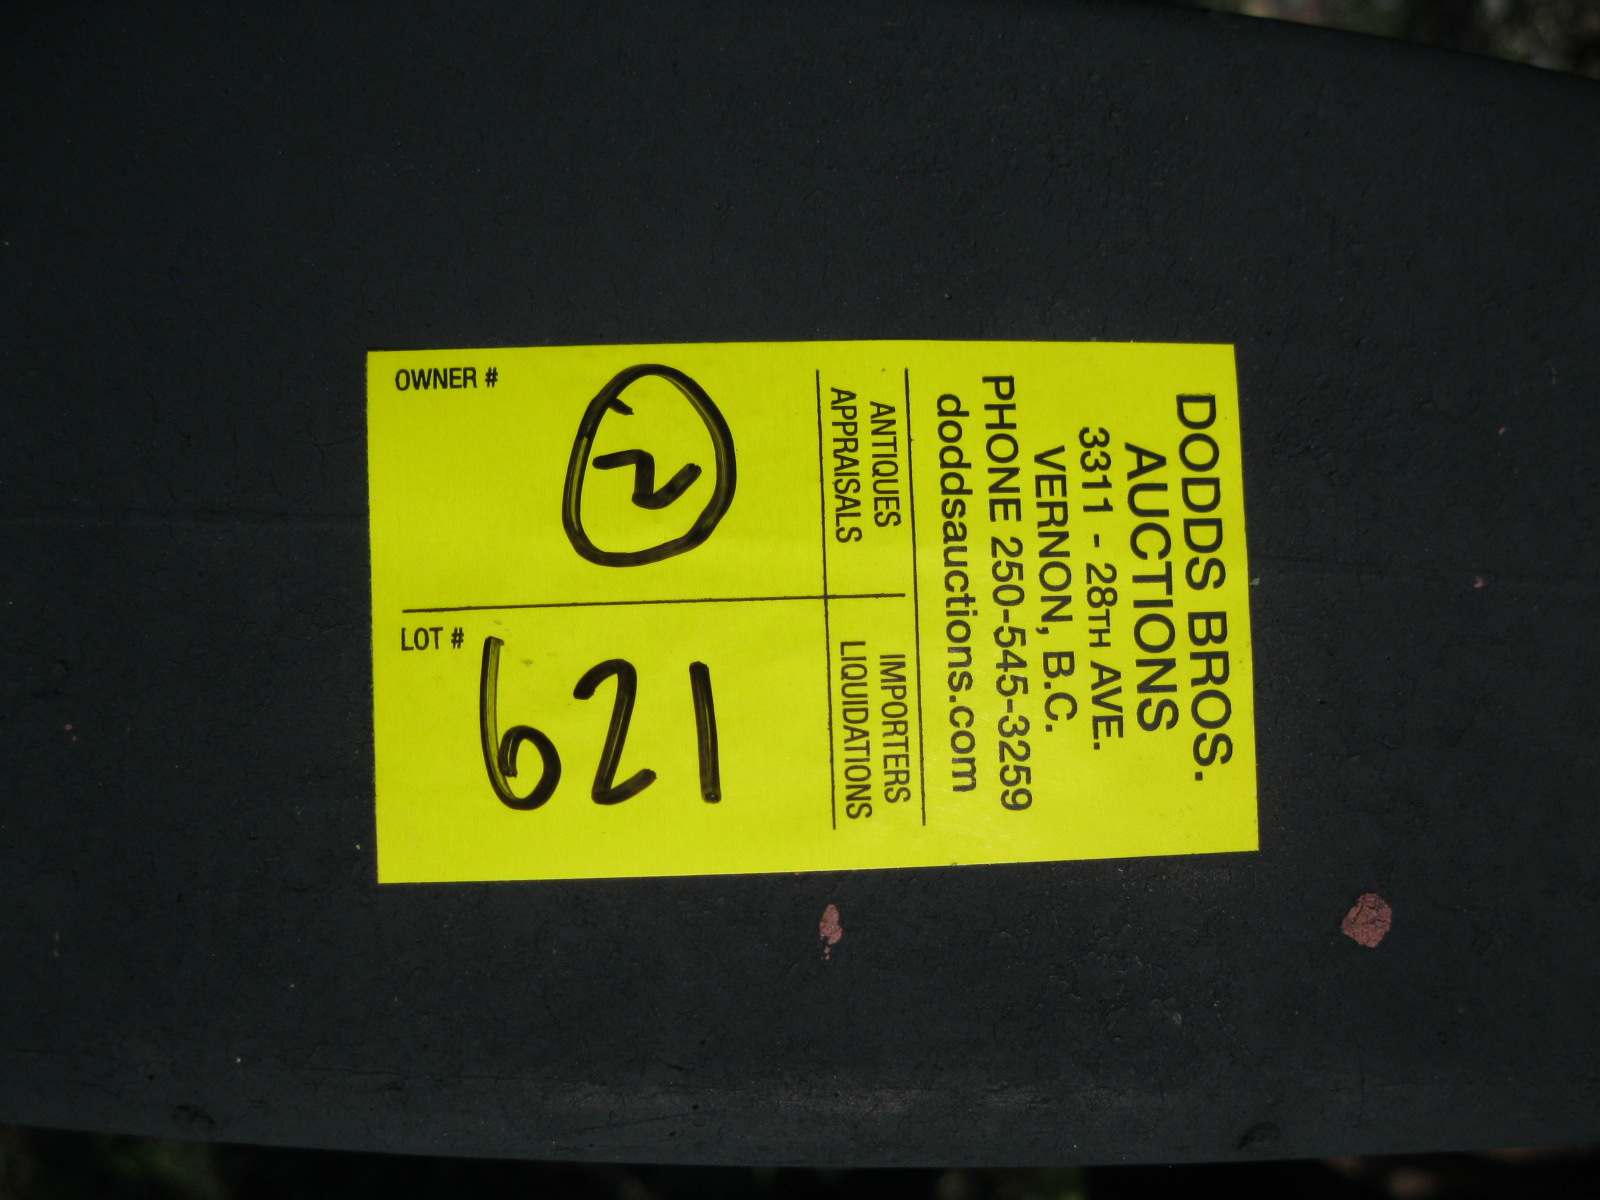 DODDS BROS.
AUCTIONS
3311 - 28TH AVE.
VERNON, B.C.
PHONE 250-545-3259
doddsauctions.com
ANTIQUES
APPRAISALS
IMPORTERS
LIQUIDATIONS
OWNER #
LOT #
621